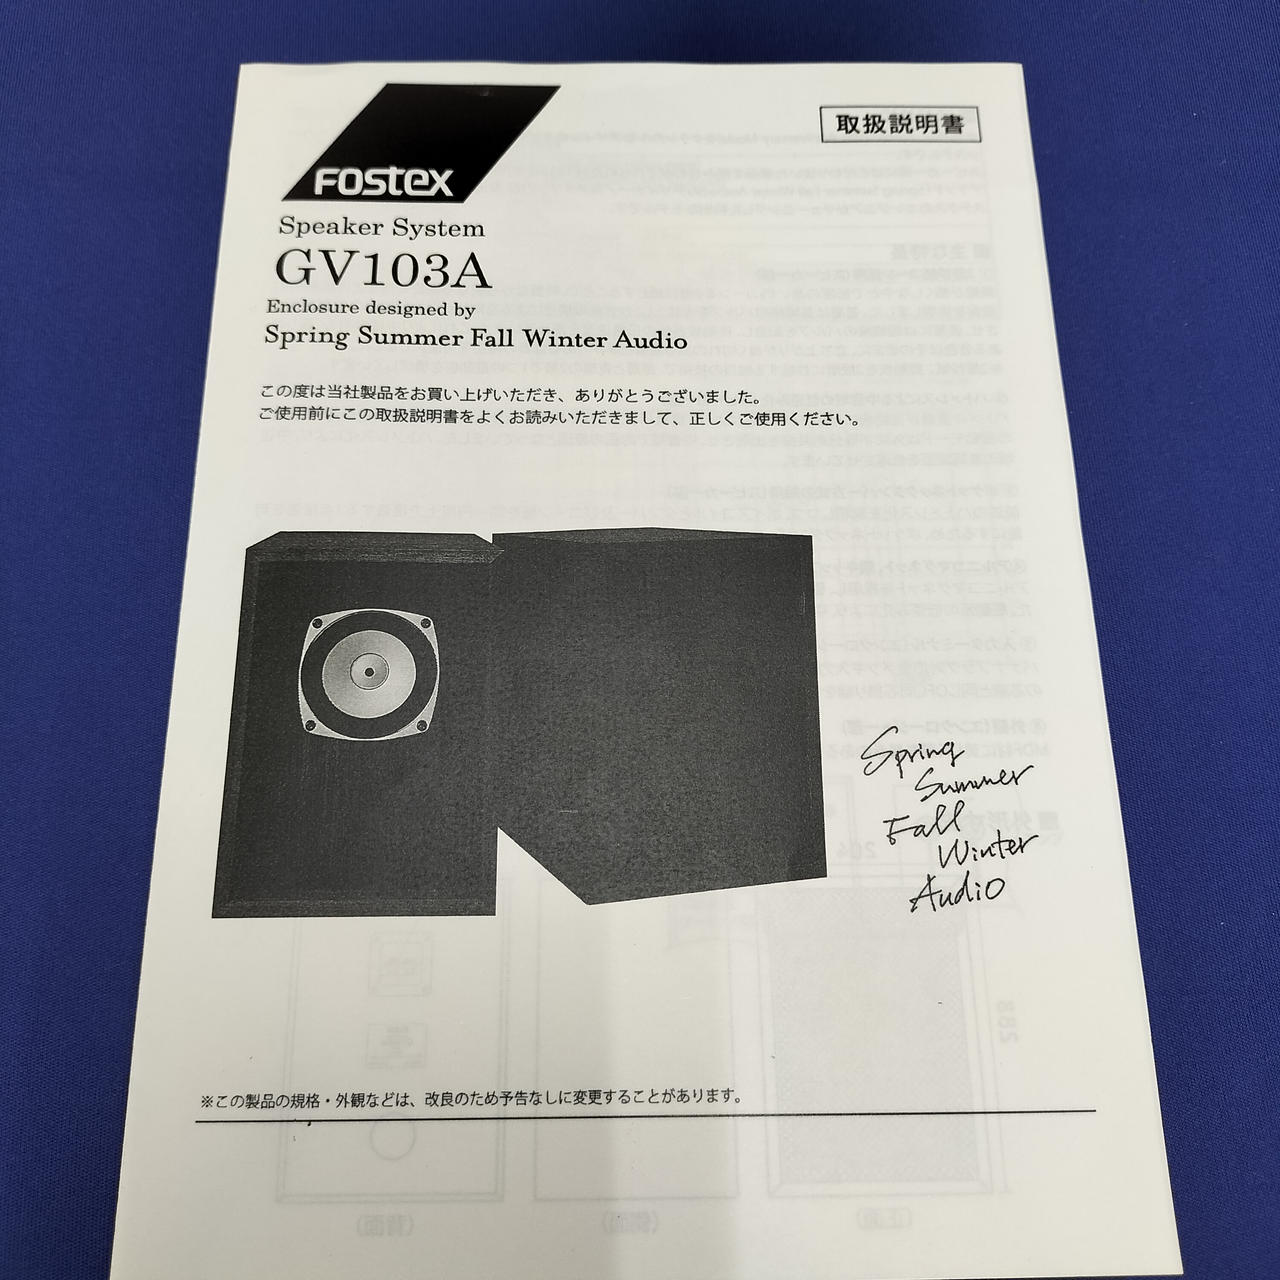 FOSTEX
取扱説明書
Speaker System
GV103A
Enclosure designed by
Spring Summer Fall Winter Audio
この度は当社製品をお買い上げいただき、ありがとうございました。
ご使用前にこの取扱説明書をよくお読みいただきまして、正しくご使用ください。
Spring
Summer
Fall
Winter
Audio
※この製品の規格・外観などは、改良のため予告なしに変更することがあります。